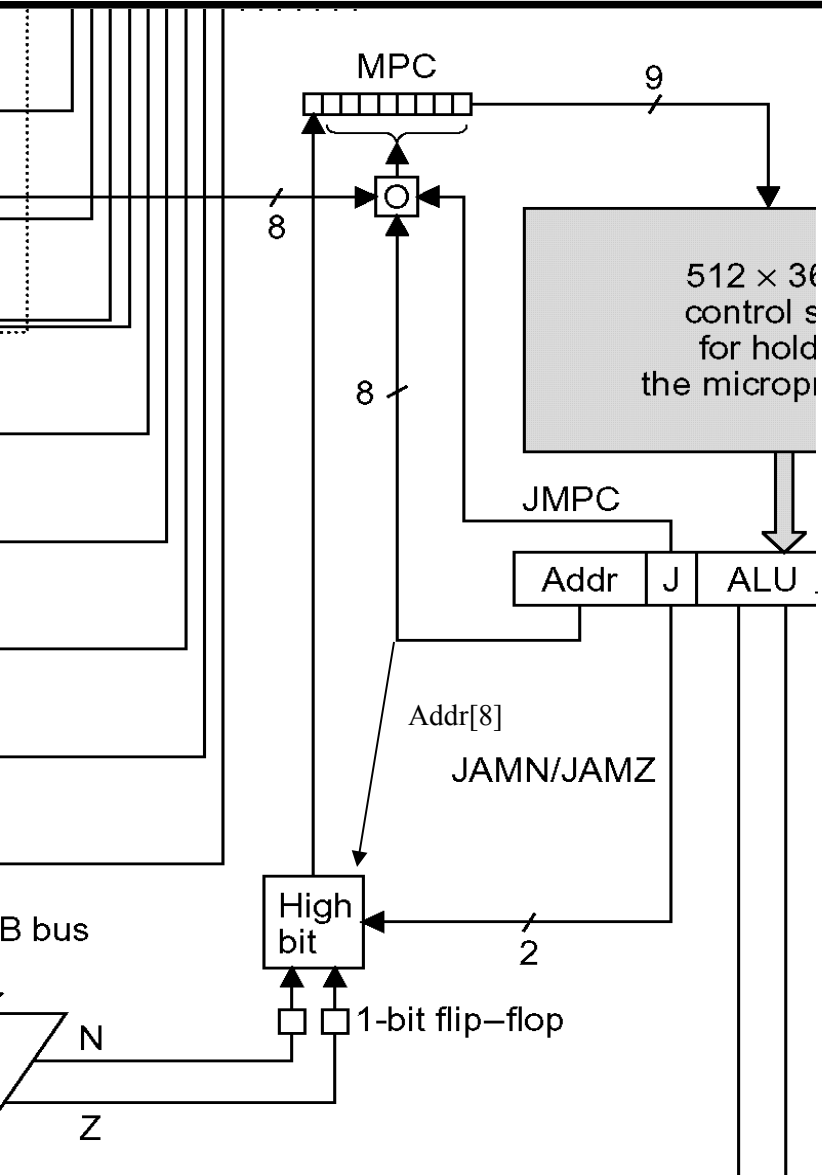 MPC
9
8
512 × 36
control s
for hold
the micropr
8
JMPC
Addr J ALU
Addr[8]
JAMN/JAMZ
High
bit
2
B bus
1-bit flip–flop
N
Z